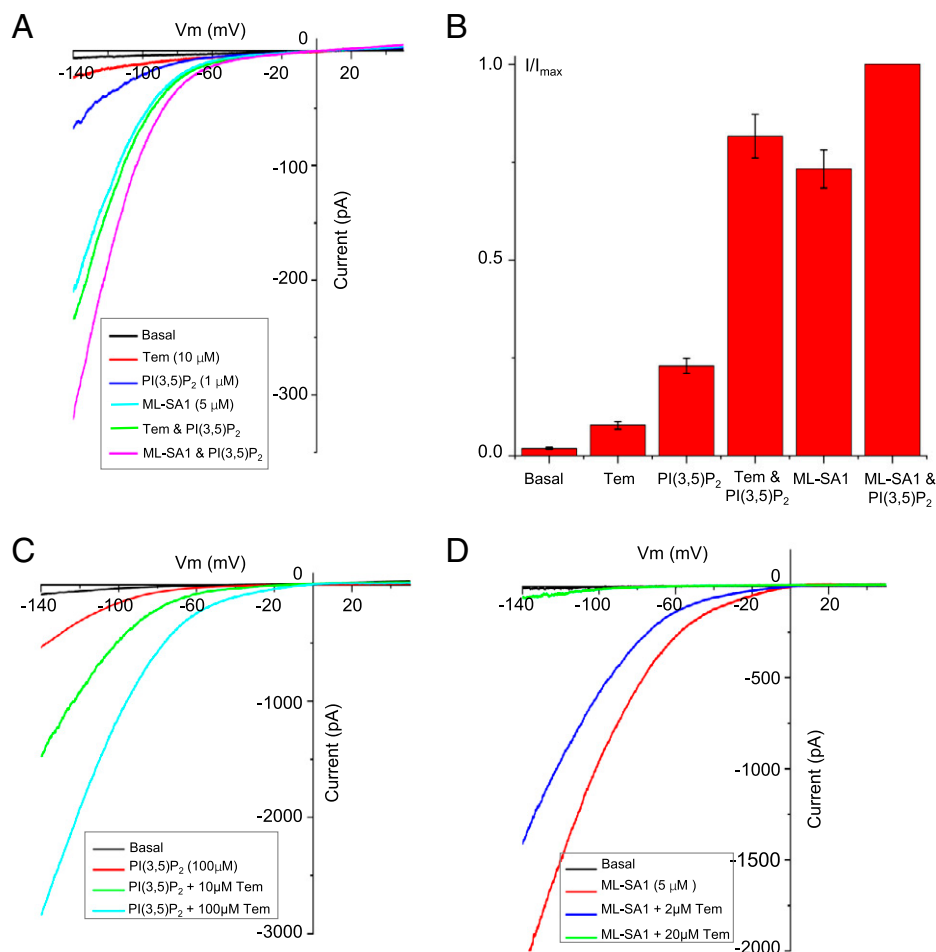 A
Vm (mV)
0
-140
-100
-60
20
-100
-200
-300
Current (pA)
Basal
Tem (10 μM)
PI(3,5)P₂ (1 μM)
ML-SA1 (5 μM)
Tem & PI(3,5)P₂
ML-SA1 & PI(3,5)P₂
B
I/Imax
1.0
0.5
0.0
Basal
Tem
PI(3,5)P₂
Tem &
PI(3,5)P₂
ML-SA1
ML-SA1 &
PI(3,5)P₂
C
Vm (mV)
0
-140
-100
-60
20
-1000
-2000
-3000
Current (pA)
Basal
PI(3,5)P₂ (100μM)
PI(3,5)P₂ + 10μM Tem
PI(3,5)P₂ + 100μM Tem
D
Vm (mV)
0
-140
-100
-60
-20
20
-500
-1000
-1500
-2000
Current (pA)
Basal
ML-SA1 (5 μM )
ML-SA1 + 2μM Tem
ML-SA1 + 20μM Tem